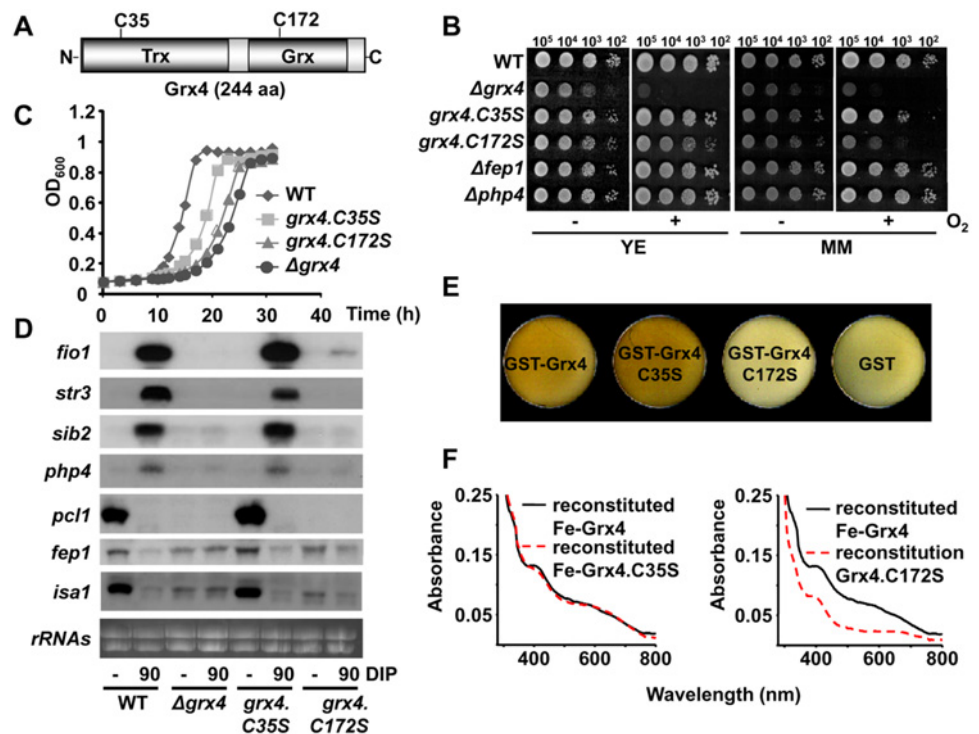 A
C35
C172
N-
Trx
Grx
-C
Grx4 (244 aa)
B
10⁵ 10⁴ 10³ 10² 10⁵ 10⁴ 10³ 10² 10⁵ 10⁴ 10³ 10² 10⁵ 10⁴ 10³ 10²
WT
Δgrx4
grx4.C35S
grx4.C172S
Δfep1
Δphp4
- + - + O₂
YE MM
C
OD₆₀₀
1
0.8
0.6
0.4
0.2
0
0 10 20 30 40 Time (h)
WT
grx4.C35S
grx4.C172S
Δgrx4
D
fio1
str3
sib2
php4
pcl1
fep1
isa1
rRNAs
- 90 - 90 - 90 - 90 DIP
WT Δgrx4 grx4.C35S grx4.C172S
E
GST-Grx4
GST-Grx4
C35S
GST-Grx4
C172S
GST
F
Absorbance
0.25
0.15
0.05
400 600 800
reconstituted
Fe-Grx4
reconstituted
Fe-Grx4.C35S
Absorbance
0.25
0.15
0.05
400 600 800
reconstituted
Fe-Grx4
reconstitution
Grx4.C172S
Wavelength (nm)